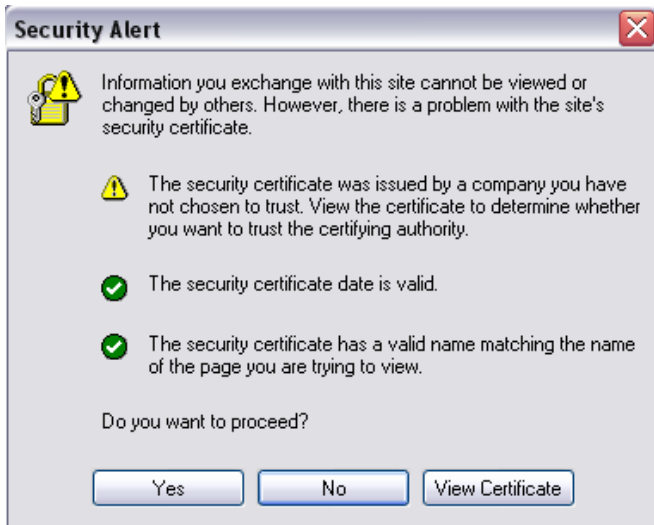 Security Alert
Information you exchange with this site cannot be viewed or
changed by others. However, there is a problem with the site's
security certificate.
The security certificate was issued by a company you have
not chosen to trust. View the certificate to determine whether
you want to trust the certifying authority.
The security certificate date is valid.
The security certificate has a valid name matching the name
of the page you are trying to view.
Do you want to proceed?
Yes No View Certificate